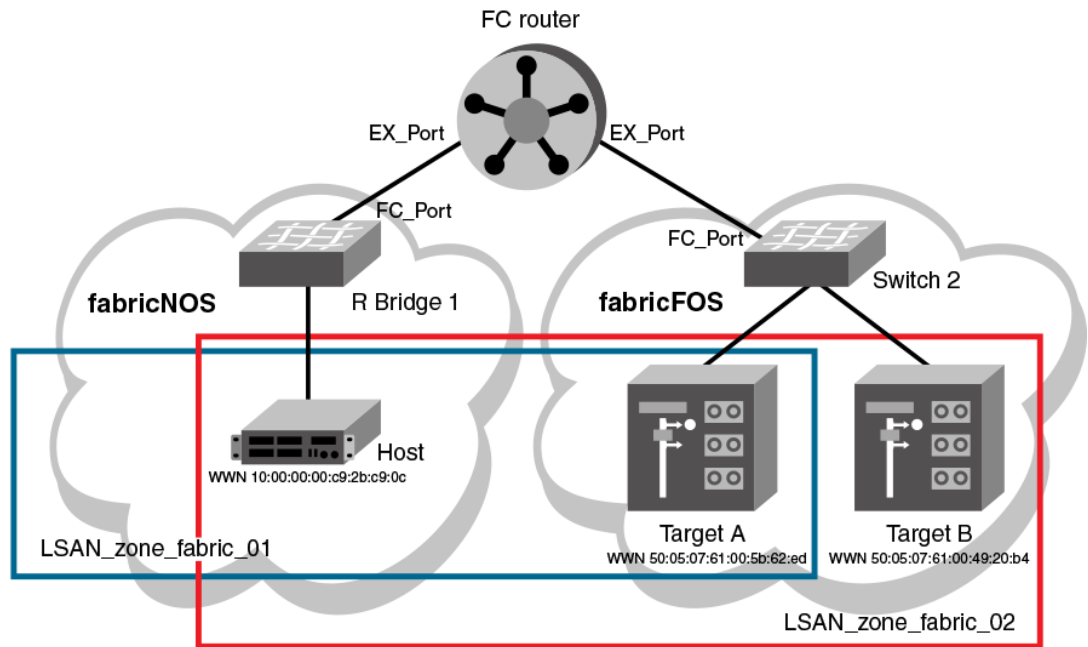 FC router
EX_Port
EX_Port
FC_Port
FC_Port
fabricNOS
R Bridge 1
fabricFOS
Switch 2
Host
WWN 10:00:00:00:c9:2b:c9:0c
Target A
WWN 50:05:07:61:00:5b:62:ed
Target B
WWN 50:05:07:61:00:49:20:b4
LSAN_zone_fabric_01
LSAN_zone_fabric_02